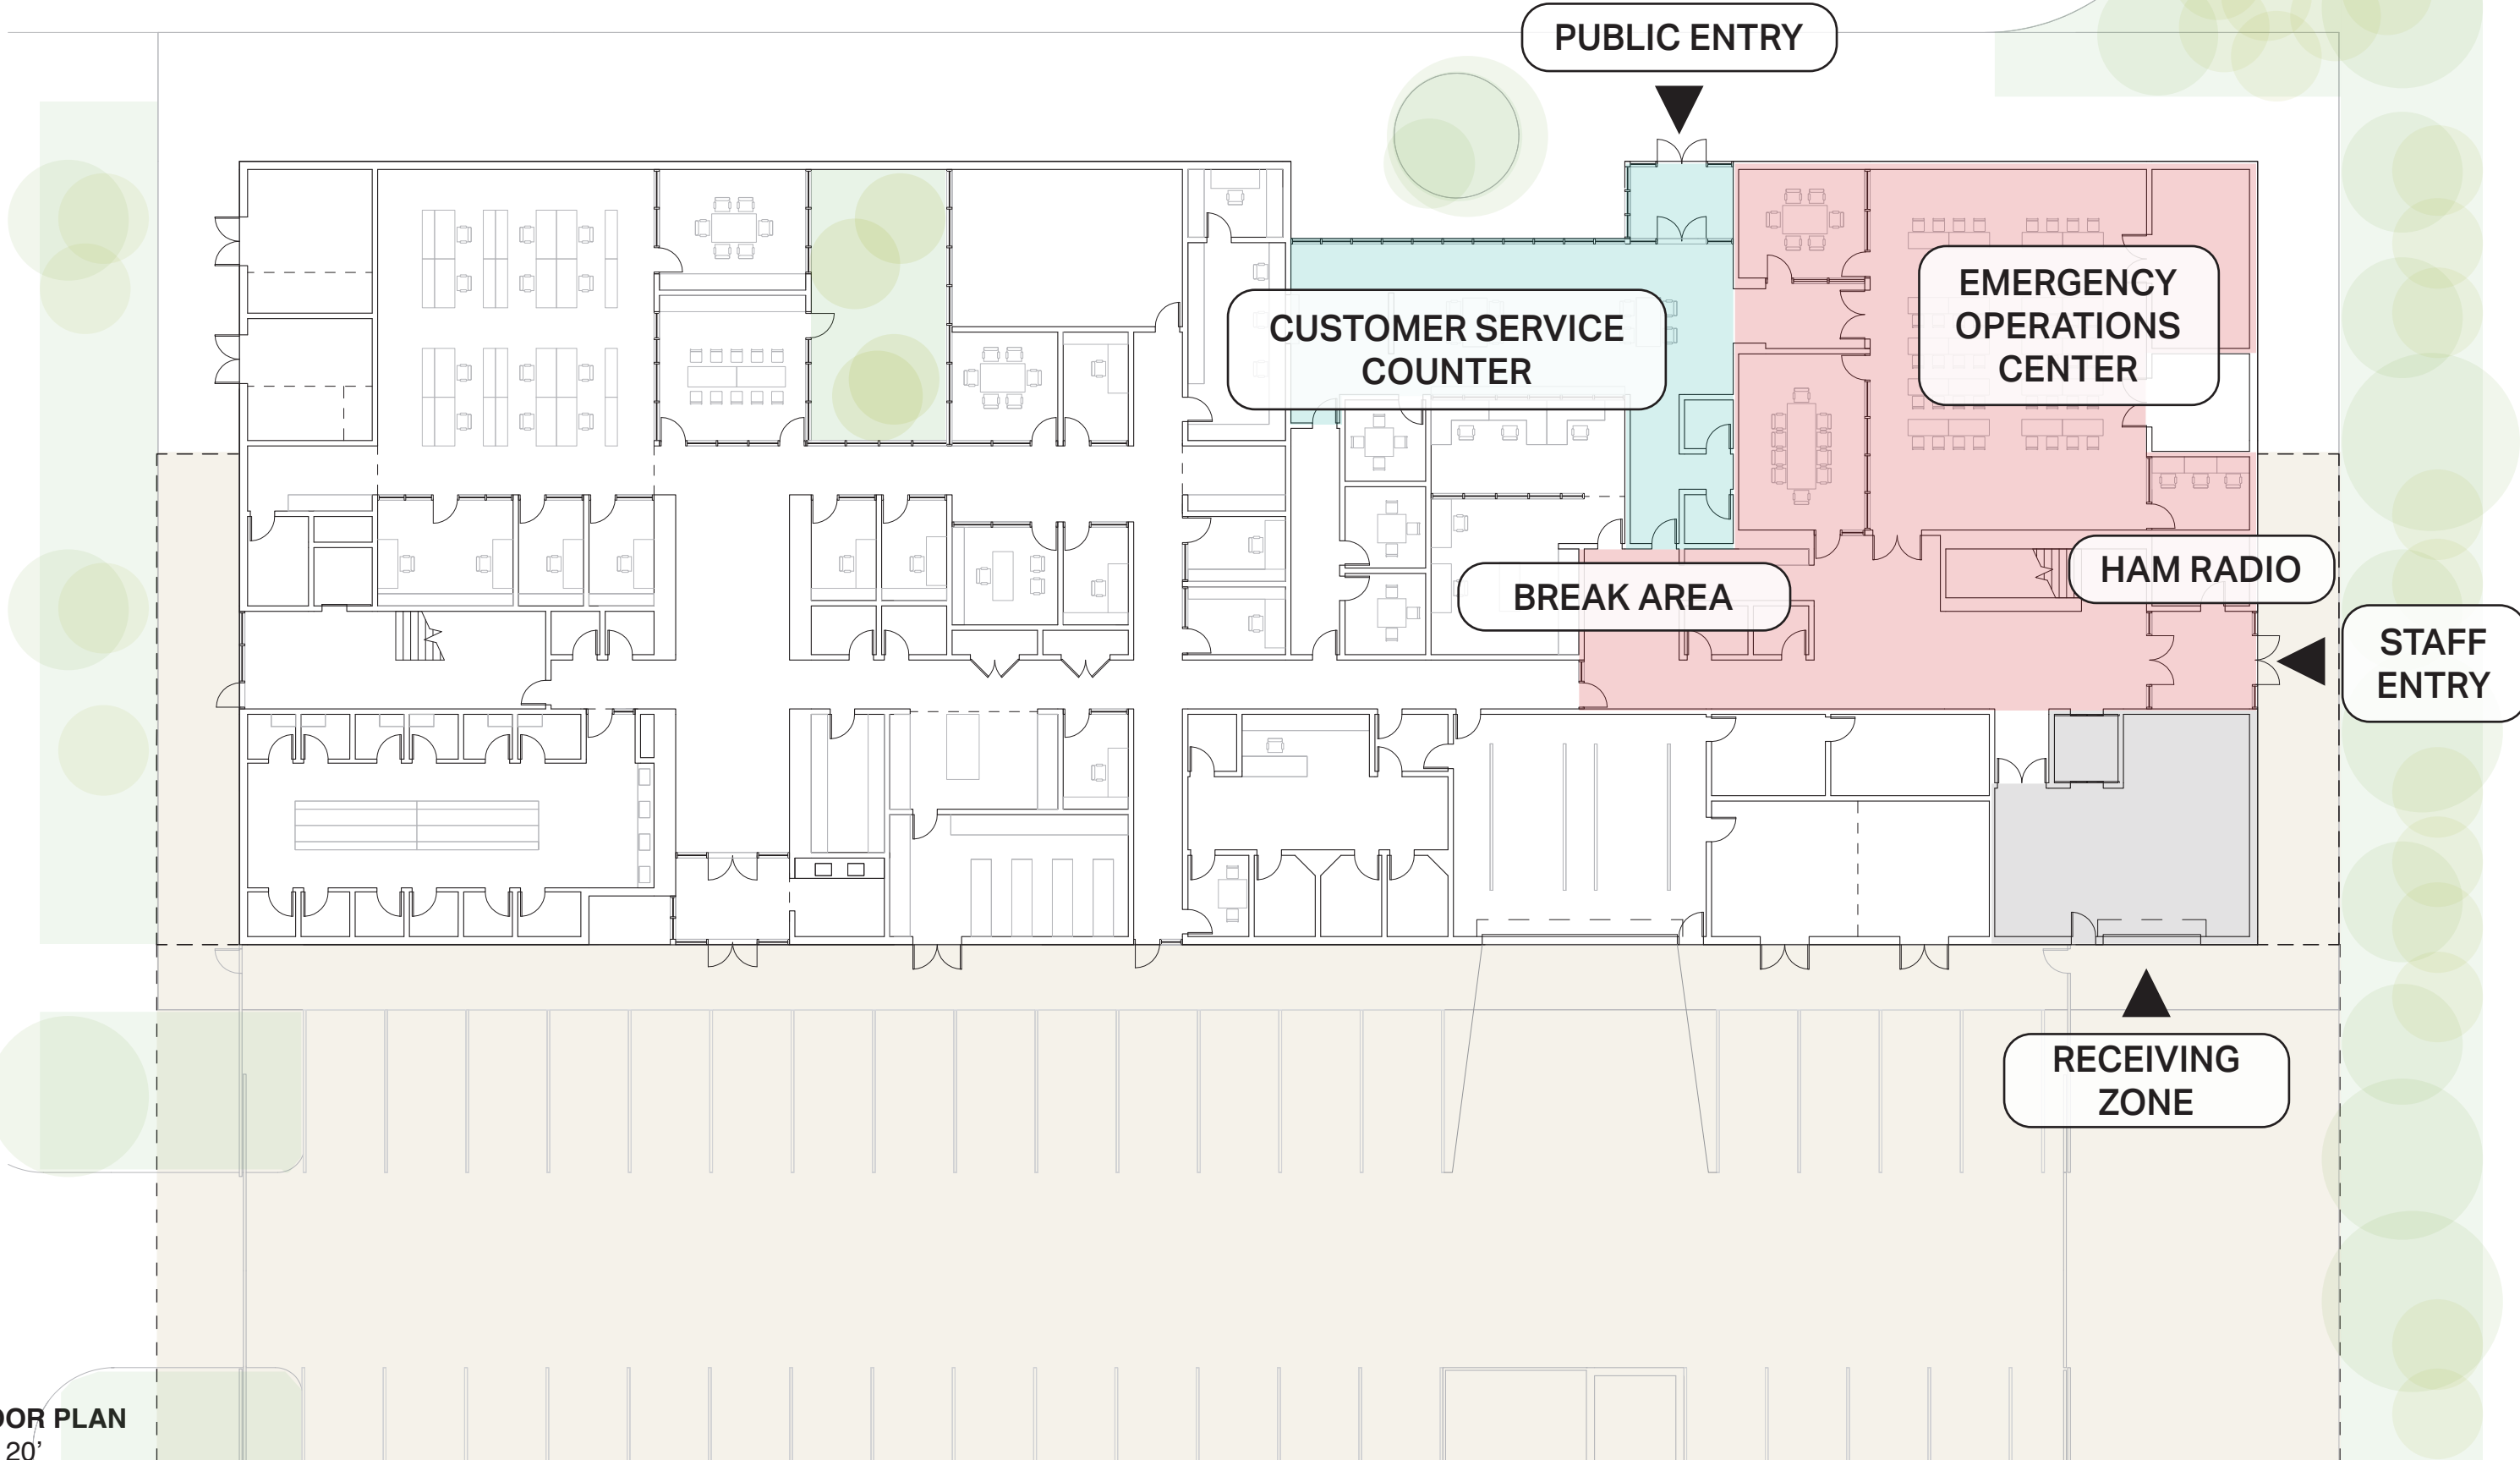 PUBLIC ENTRY
CUSTOMER SERVICE
COUNTER
EMERGENCY
OPERATIONS
CENTER
BREAK AREA
HAM RADIO
STAFF
ENTRY
RECEIVING
ZONE
OOR PLAN
20’